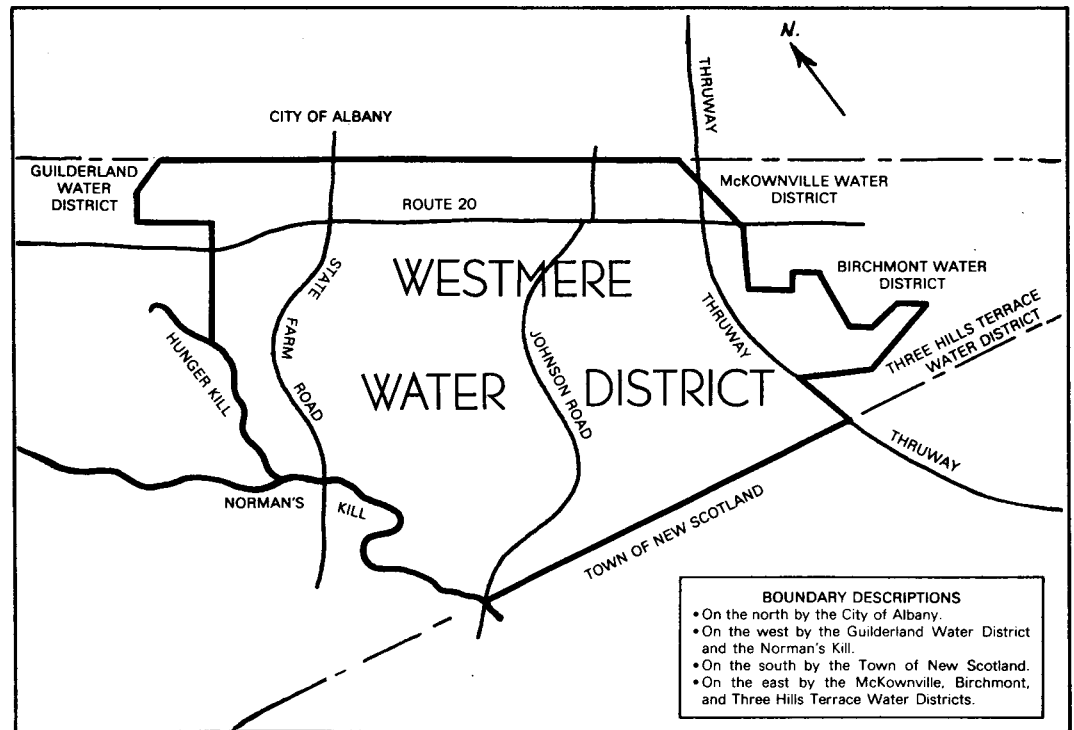 N.
THRUWAY
CITY OF ALBANY
GUILDERLAND
WATER
DISTRICT
McKOWNVILLE WATER
DISTRICT
ROUTE 20
BIRCHMONT WATER
DISTRICT
WESTMERE
STATE FARM ROAD
THRUWAY
THREE HILLS TERRACE
WATER DISTRICT
HUNGER KILL
JOHNSON ROAD
WATER DISTRICT
THRUWAY
NORMAN'S KILL
TOWN OF NEW SCOTLAND
BOUNDARY DESCRIPTIONS
• On the north by the City of Albany.
• On the west by the Guilderland Water District
and the Norman's Kill.
• On the south by the Town of New Scotland.
• On the east by the McKownville, Birchmont,
and Three Hills Terrace Water Districts.